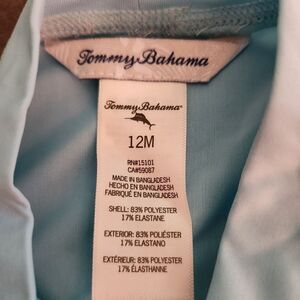 Tommy Bahama
Tommy Bahama
12M
RN#15101
CA#59087
MADE IN BANGLADESH
HECHO EN BANGLADESH
FABRIQUÉ EN BANGLADESH
SHELL: 83% POLYESTER
17% ELASTANE
EXTERIOR: 83% POLIÉSTER
17% ELASTANO
EXTÉRIEUR: 83% POLYESTER
17% ÉLASTHANNE